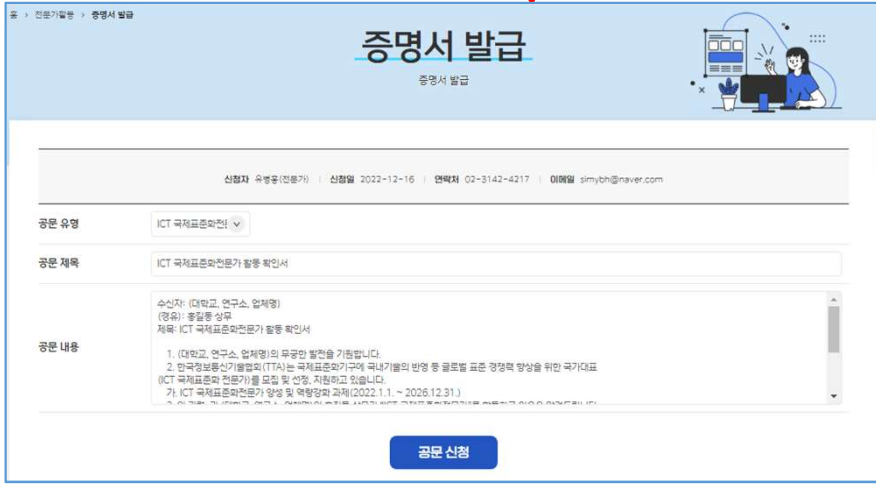 홈 › 전문가활동 › 증명서 발급
증명서 발급
증명서 발급
신청자 유병홍(전문가) | 신청일 2022-12-16 | 연락처 02-3142-4217 | 이메일 simybh@naver.com
공문 유형
ICT 국제표준화전문
공문 제목
ICT 국제표준화전문가 활동 확인서
공문 내용
수신자: (대학교, 연구소, 업체명)
(경유): 홍길동 상무
제목: ICT 국제표준화전문가 활동 확인서
1. (대학교, 연구소, 업체명)의 무궁한 발전을 기원합니다.
2. 한국정보통신기술협회(TTA)는 국제표준화기구에 국내기술의 반영 등 글로벌 표준 경쟁력 향상을 위한 국가대표
(ICT 국제표준화 전문가)를 모집 및 선정, 지원하고 있습니다.
가. ICT 국제표준화전문가 양성 및 역량강화 과제(2022.1.1. ~ 2026.12.31.)
공문 신청